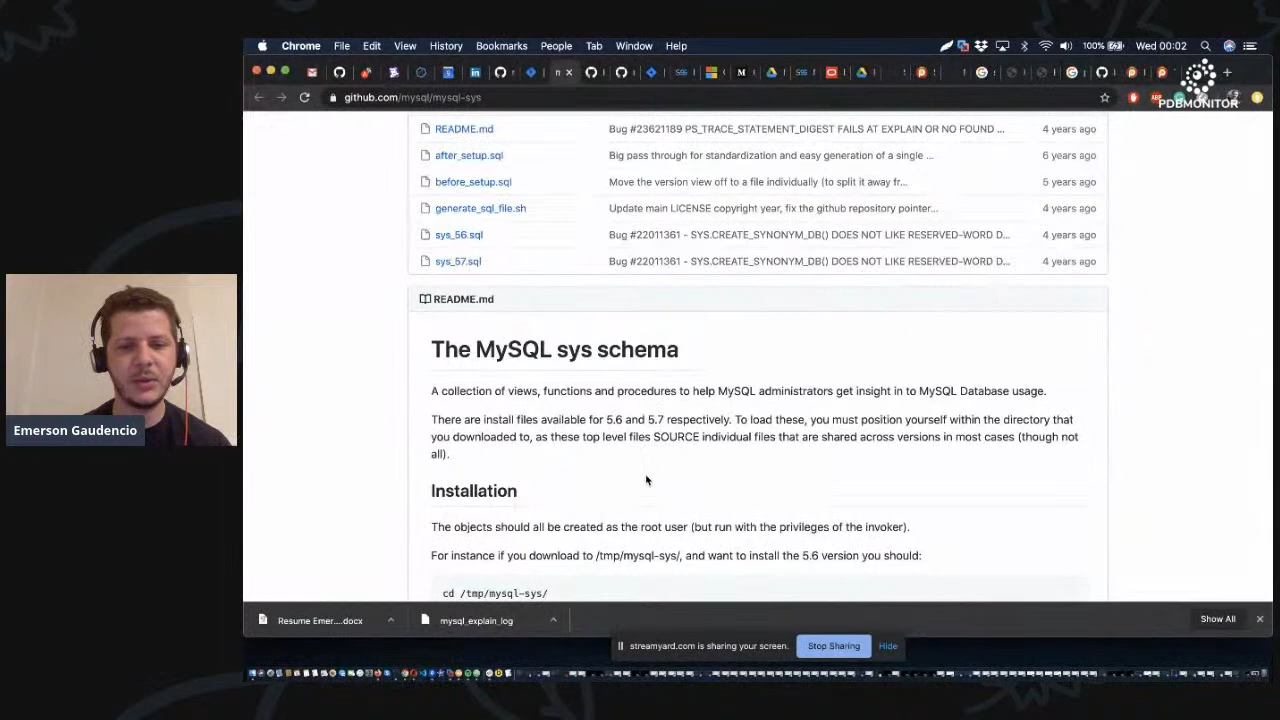 Chrome File Edit View History Bookmarks People Tab Window Help 100% Wed 00:02
github.com/mysql/mysql-sys
PDBMONITOR
README.md Bug #23621189 PS_TRACE_STATEMENT_DIGEST FAILS AT EXPLAIN OR NO FOUND ... 4 years ago
after_setup.sql Big pass through for standardization and easy generation of a single ... 6 years ago
before_setup.sql Move the version view off to a file individually (to split it away fr... 5 years ago
generate_sql_file.sh Update main LICENSE copyright year, fix the github repository pointer... 4 years ago
sys_56.sql Bug #22011361 - SYS.CREATE_SYNONYM_DB() DOES NOT LIKE RESERVED-WORD D... 4 years ago
sys_57.sql Bug #22011361 - SYS.CREATE_SYNONYM_DB() DOES NOT LIKE RESERVED-WORD D... 4 years ago
README.md
The MySQL sys schema
A collection of views, functions and procedures to help MySQL administrators get insight in to MySQL Database usage.
There are install files available for 5.6 and 5.7 respectively. To load these, you must position yourself within the directory that
you downloaded to, as these top level files SOURCE individual files that are shared across versions in most cases (though not
all).
Emerson Gaudencio
Installation
The objects should all be created as the root user (but run with the privileges of the invoker).
For instance if you download to /tmp/mysql-sys/, and want to install the 5.6 version you should:
cd /tmp/mysql-sys/
Resume Emer....docx mysql_explain_log Show All
streamyard.com is sharing your screen. Stop Sharing Hide